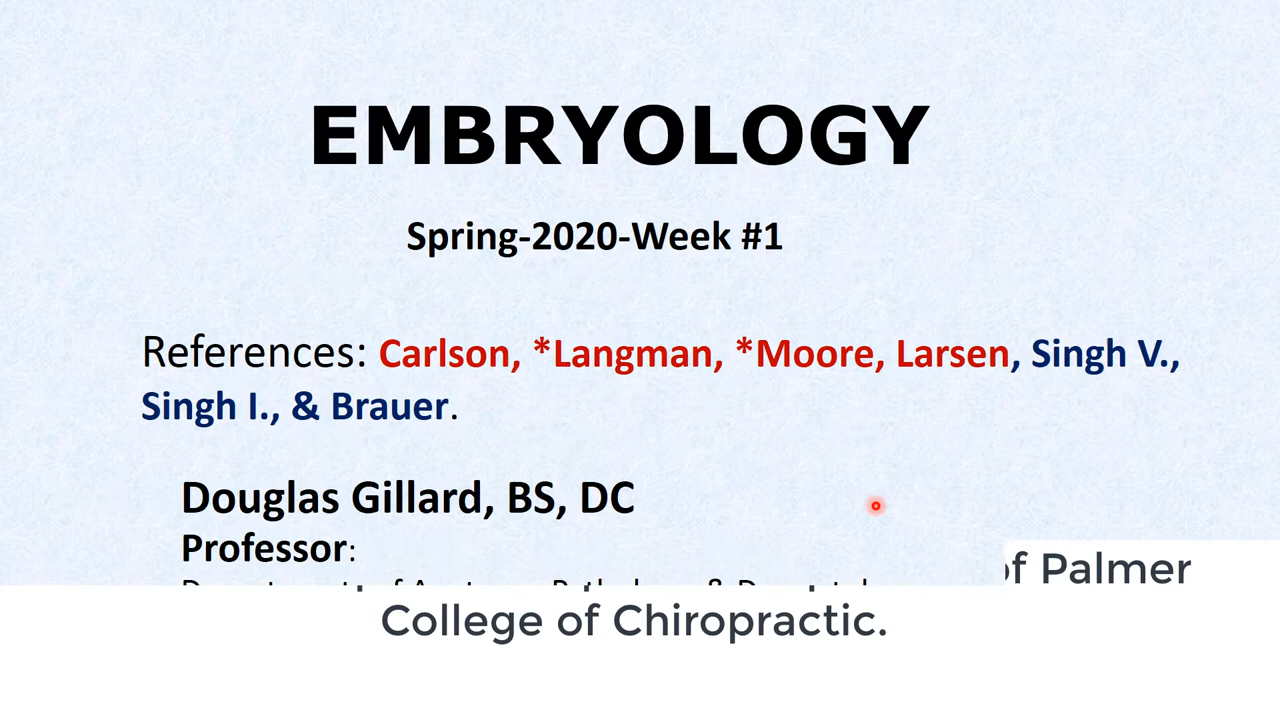 EMBRYOLOGY
Spring-2020-Week #1
References: Carlson, *Langman, *Moore, Larsen, Singh V.,
Singh I., & Brauer.
Douglas Gillard, BS, DC
Professor:
of Palmer
College of Chiropractic.